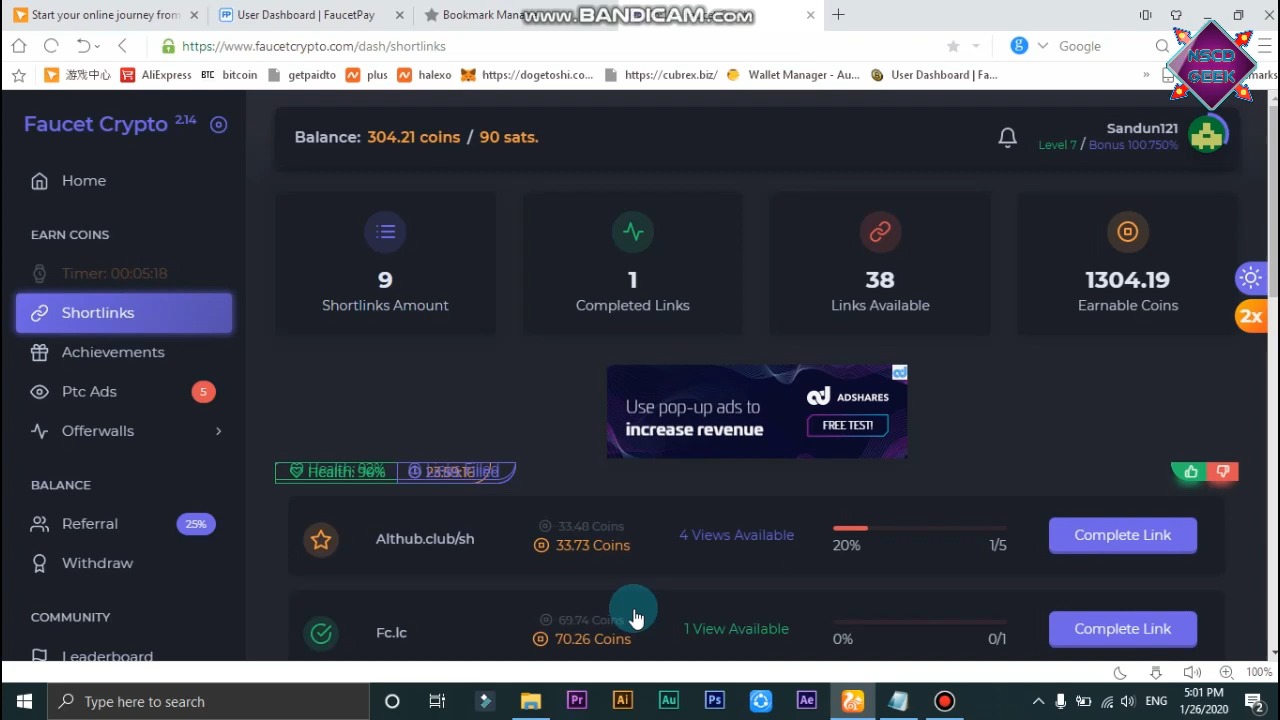 Start your online journey from
User Dashboard | FaucetPay
Bookmark Mana
www.BANDICAM.com
https://www.faucetcrypto.com/dash/shortlinks
Google
游戏中心
AliExpress
BTC bitcoin
getpaidto
plus
halexo
https://dogetoshi.co...
https://cubrex.biz/
Wallet Manager - Au...
User Dashboard | Fa...
NSCD
GEEK
Faucet Crypto 2.14
Balance: 304.21 coins / 90 sats.
Sandun121
Level 7 / Bonus 100.750%
Home
EARN COINS
Timer: 00:05:18
Shortlinks
Achievements
Ptc Ads 5
Offerwalls
BALANCE
Referral 25%
Withdraw
COMMUNITY
Leaderboard
9
Shortlinks Amount
1
Completed Links
38
Links Available
1304.19
Earnable Coins
2x
Use pop-up ads to
increase revenue
ADSHARES
FREE TEST!
Althub.club/sh
33.48 Coins
33.73 Coins
4 Views Available
20% 1/5
Complete Link
Fc.lc
69.74 Coins
70.26 Coins
1 View Available
0% 0/1
Complete Link
100%
Type here to search
Pr
Ai
Au
Ps
Ae
ENG
5:01 PM
1/26/2020
2